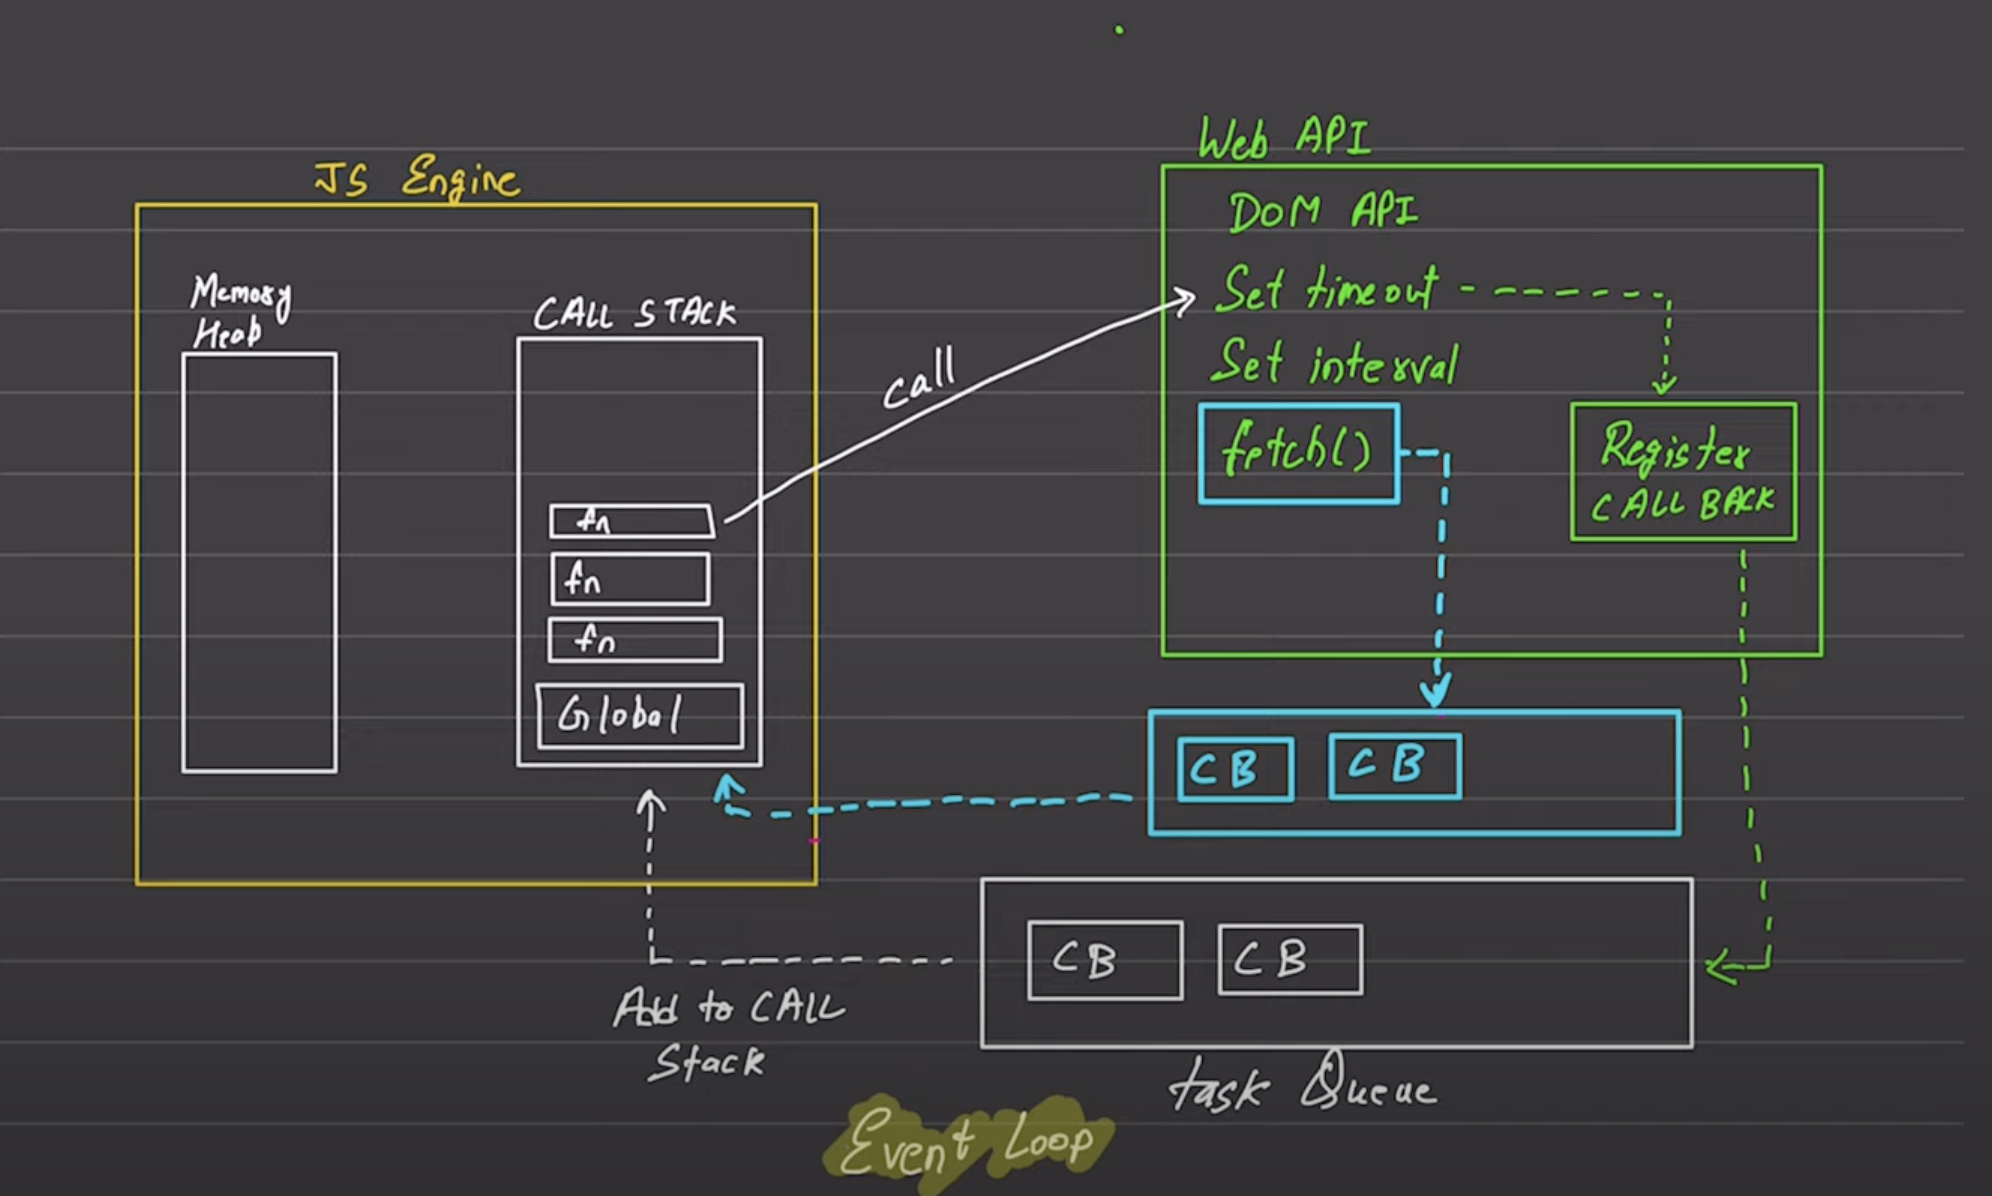 JS Engine
Memory
Heap
CALL STACK
fn
fn
fn
Global
call
Web API
DOM API
Set timeout
Set interval
fetch()
Register
CALL BACK
CB
CB
CB
CB
Add to CALL
Stack
task Queue
Event Loop